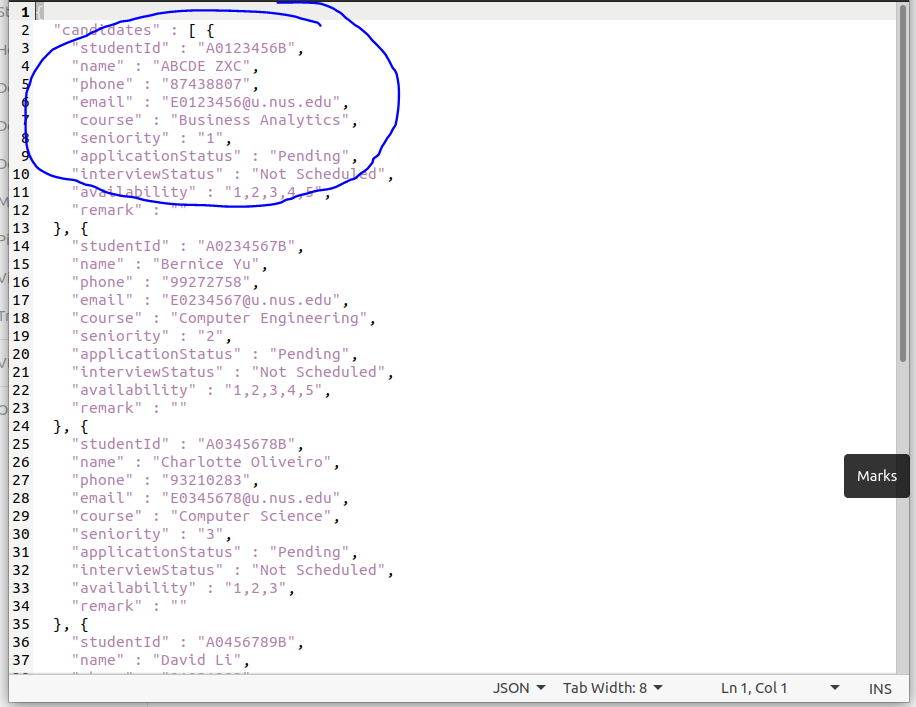 1 {
2 "candidates" : [ {
3 "studentId" : "A0123456B",
4 "name" : "ABCDE ZXC",
5 "phone" : "87438807",
6 "email" : "E0123456@u.nus.edu",
7 "course" : "Business Analytics",
8 "seniority" : "1",
9 "applicationStatus" : "Pending",
10 "interviewStatus" : "Not Scheduled",
11 "availability" : "1,2,3,4,5",
12 "remark" : ""
13 }, {
14 "studentId" : "A0234567B",
15 "name" : "Bernice Yu",
16 "phone" : "99272758",
17 "email" : "E0234567@u.nus.edu",
18 "course" : "Computer Engineering",
19 "seniority" : "2",
20 "applicationStatus" : "Pending",
21 "interviewStatus" : "Not Scheduled",
22 "availability" : "1,2,3,4,5",
23 "remark" : ""
24 }, {
25 "studentId" : "A0345678B",
26 "name" : "Charlotte Oliveiro",
27 "phone" : "93210283",
28 "email" : "E0345678@u.nus.edu",
29 "course" : "Computer Science",
30 "seniority" : "3",
31 "applicationStatus" : "Pending",
32 "interviewStatus" : "Not Scheduled",
33 "availability" : "1,2,3",
34 "remark" : ""
35 }, {
36 "studentId" : "A0456789B",
37 "name" : "David Li",
Marks
JSON Tab Width: 8 Ln 1, Col 1 INS